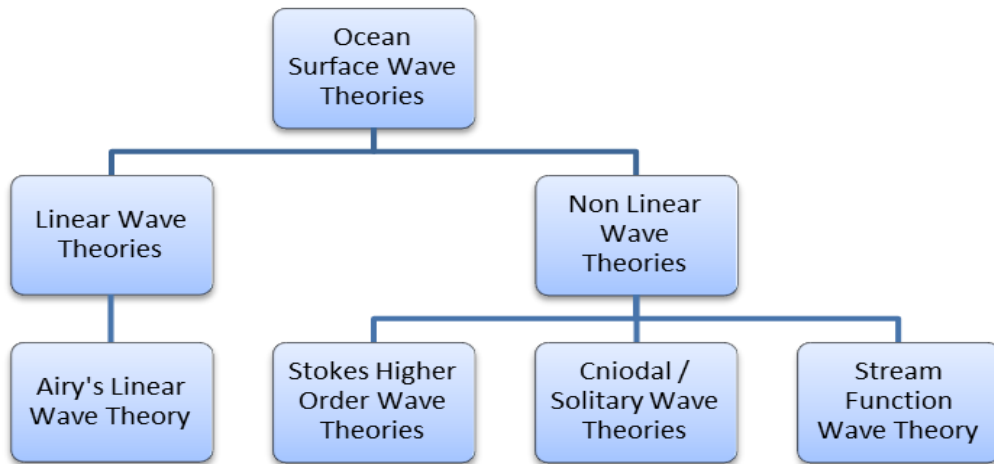 Ocean
Surface Wave
Theories
Linear Wave
Theories
Non Linear
Wave
Theories
Airy's Linear
Wave Theory
Stokes Higher
Order Wave
Theories
Cniodal /
Solitary Wave
Theories
Stream
Function
Wave Theory